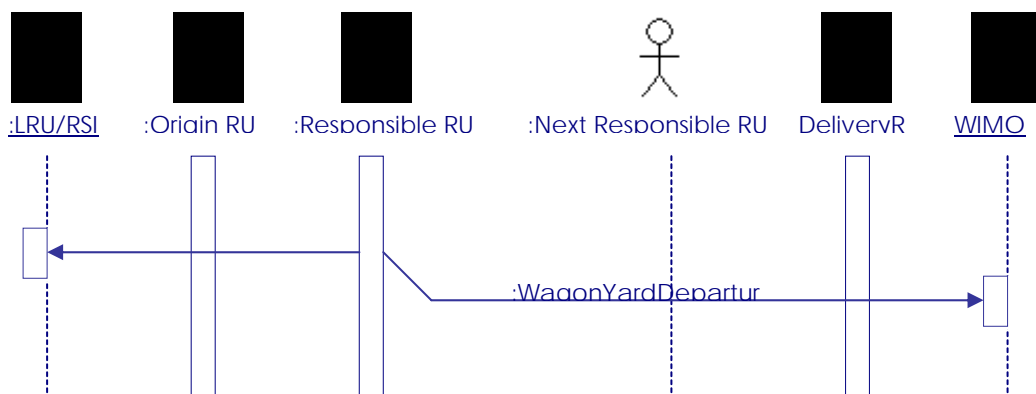 :LRU/RSI :Origin RU :Responsible RU :Next Responsible RU DeliveryR WIMO
:WagonYardDepartur